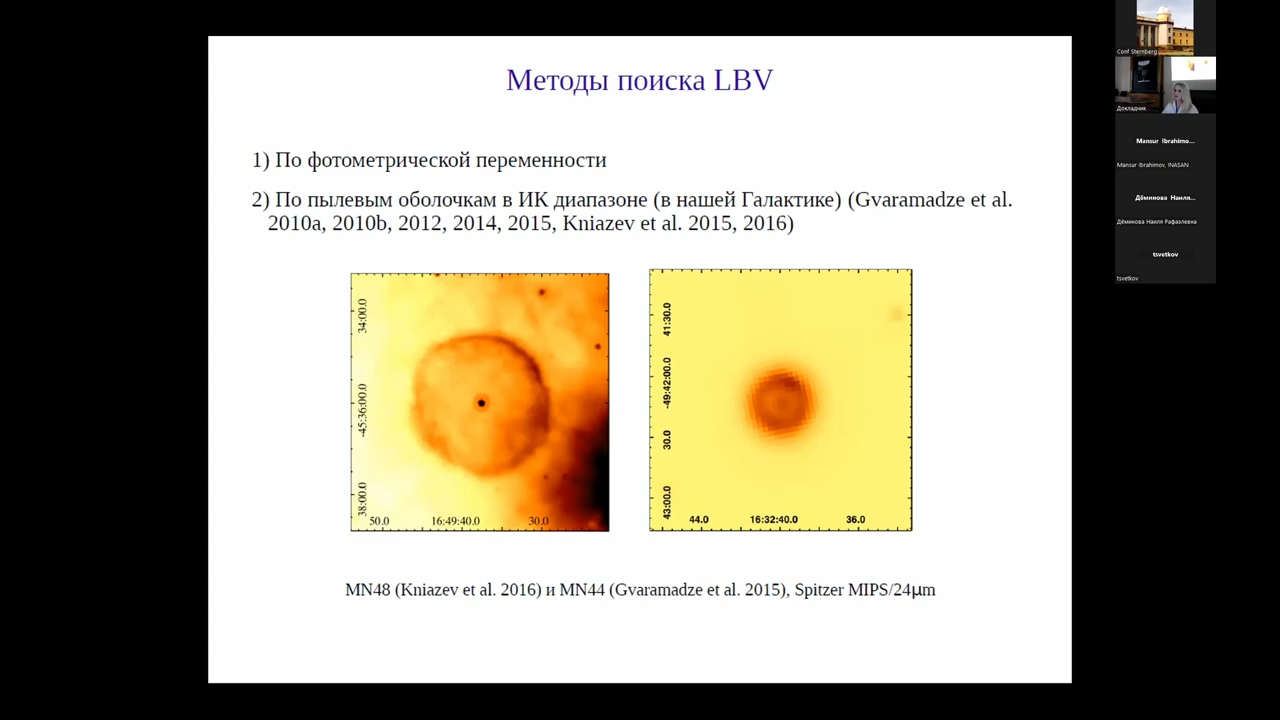 Методы поиска LBV
1) По фотометрической переменности
2) По пылевым оболочкам в ИК диапазоне (в нашей Галактике) (Gvaramadze et al.
2010a, 2010b, 2012, 2014, 2015, Kniazev et al. 2015, 2016)
34:00.0
-45:36:00.0
38:00.0
50.0 16:49:40.0 30.0
41:30.0
-49:42:00.0
30.0
43:00.0
44.0 16:32:40.0 36.0
MN48 (Kniazev et al. 2016) и MN44 (Gvaramadze et al. 2015), Spitzer MIPS/24μm
Conf Sternberg
Докладчик
Mansur Ibrahimo...
Mansur Ibrahimov, INASAN
Дёминова Наиля...
Дёминова Наиля Рафаэлевна
tsvetkov
tsvetkov